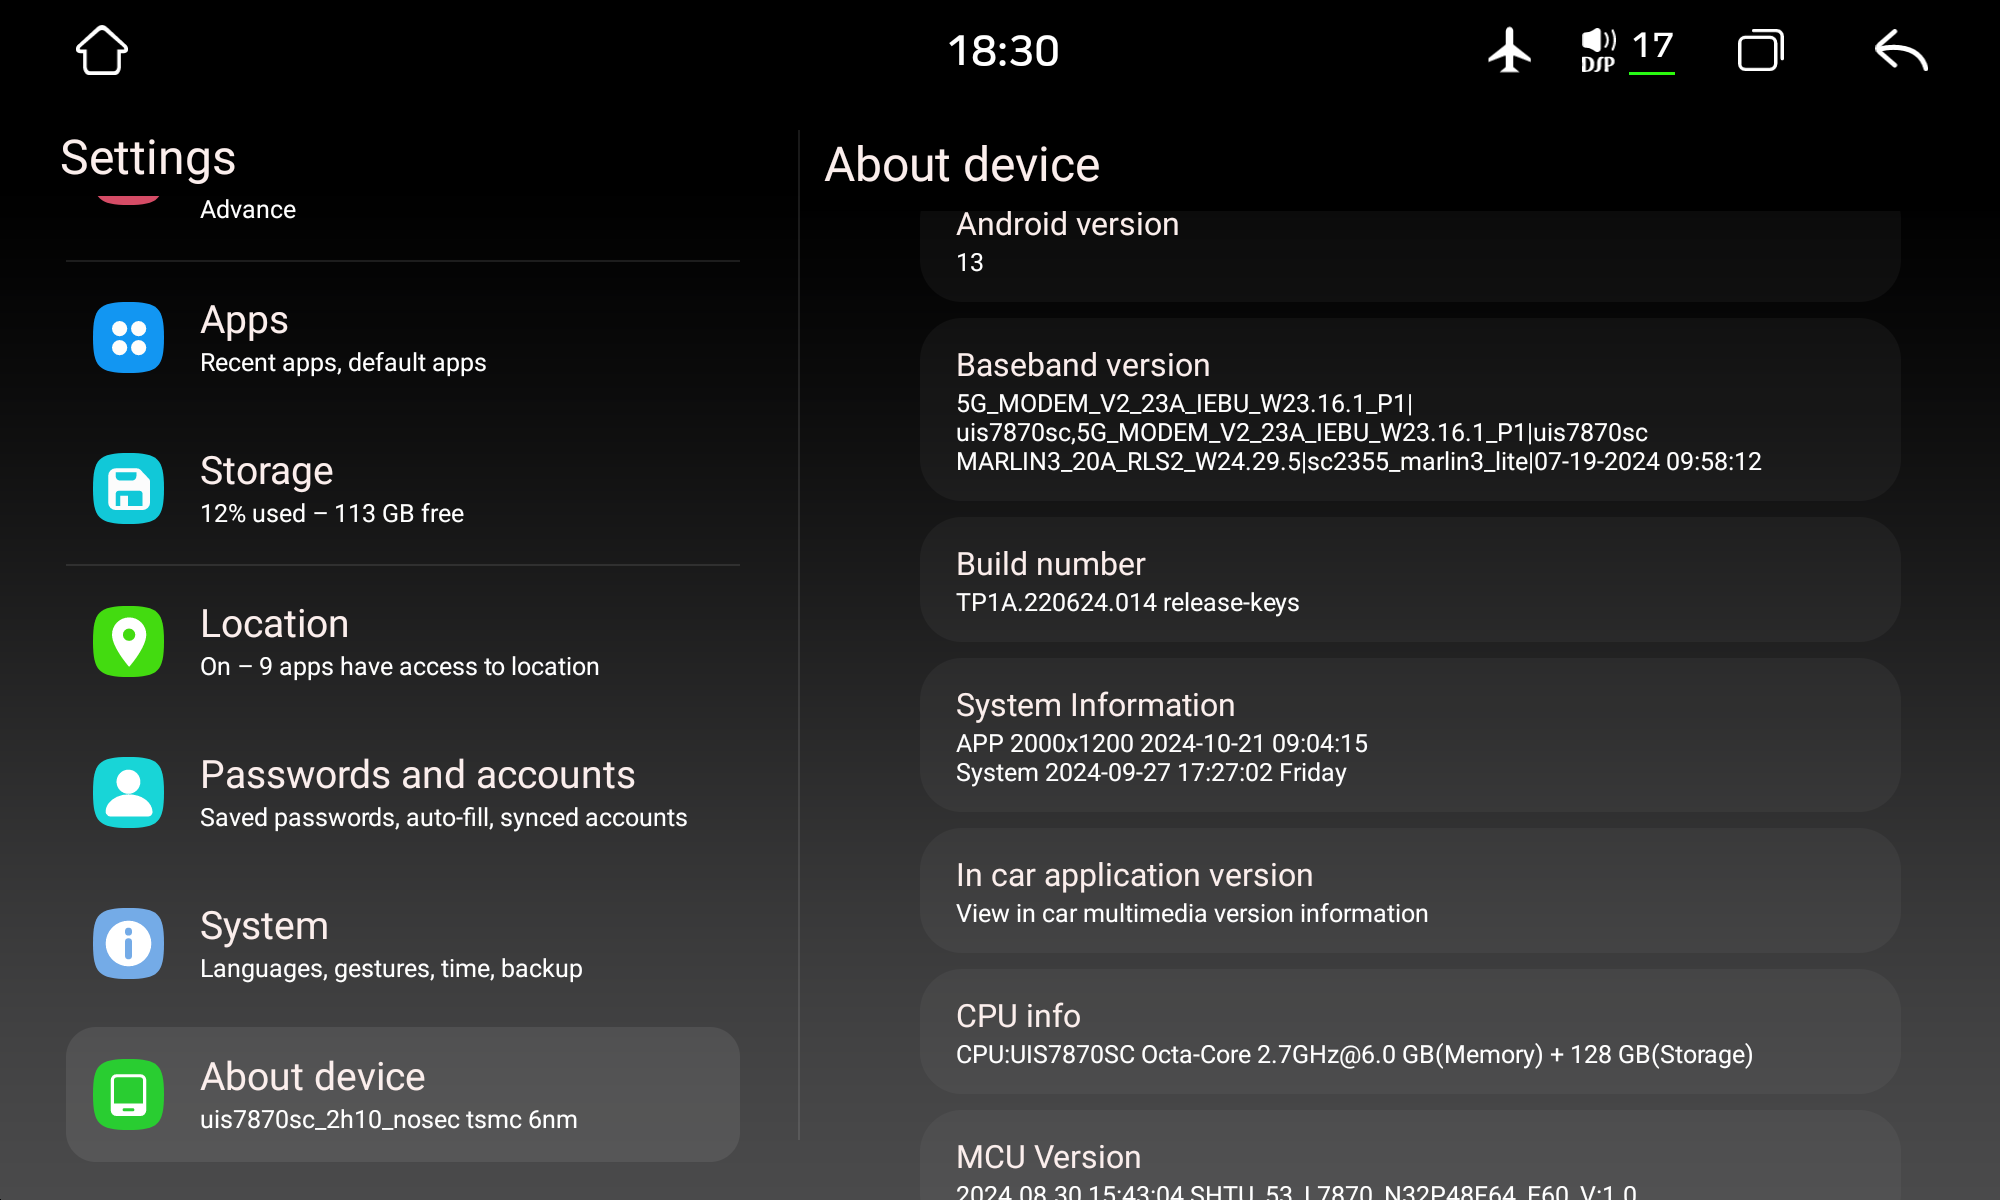 18:30
DSP
17
Settings
Advance
Apps
Recent apps, default apps
Storage
12% used – 113 GB free
Location
On – 9 apps have access to location
Passwords and accounts
Saved passwords, auto-fill, synced accounts
System
Languages, gestures, time, backup
About device
uis7870sc_2h10_nosec tsmc 6nm
About device
Android version
13
Baseband version
5G_MODEM_V2_23A_IEBU_W23.16.1_P1|
uis7870sc,5G_MODEM_V2_23A_IEBU_W23.16.1_P1|uis7870sc
MARLIN3_20A_RLS2_W24.29.5|sc2355_marlin3_lite|07-19-2024 09:58:12
Build number
TP1A.220624.014 release-keys
System Information
APP 2000x1200 2024-10-21 09:04:15
System 2024-09-27 17:27:02 Friday
In car application version
View in car multimedia version information
CPU info
CPU:UIS7870SC Octa-Core 2.7GHz@6.0 GB(Memory) + 128 GB(Storage)
MCU Version
2024.08.30 15:43:04